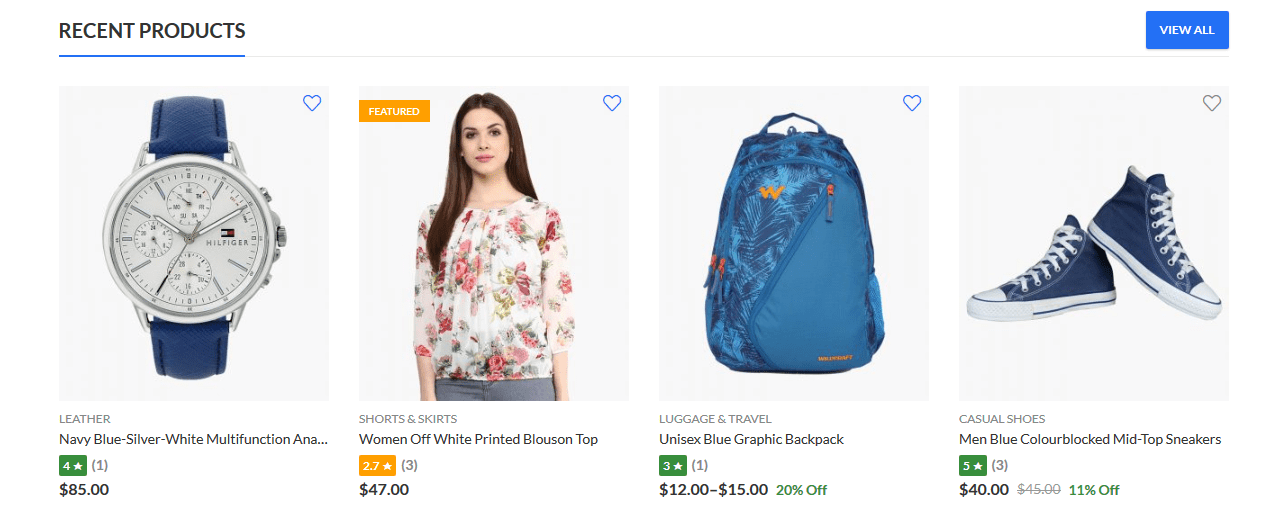 RECENT PRODUCTS
VIEW ALL
HILFIGER
FEATURED
WILDCRAFT
LEATHER
Navy Blue-Silver-White Multifunction Ana...
4 ★ (1)
$85.00
SHORTS & SKIRTS
Women Off White Printed Blouson Top
2.7 ★ (3)
$47.00
LUGGAGE & TRAVEL
Unisex Blue Graphic Backpack
3 ★ (1)
$12.00–$15.00 20% Off
CASUAL SHOES
Men Blue Colourblocked Mid-Top Sneakers
5 ★ (3)
$40.00 $45.00 11% Off